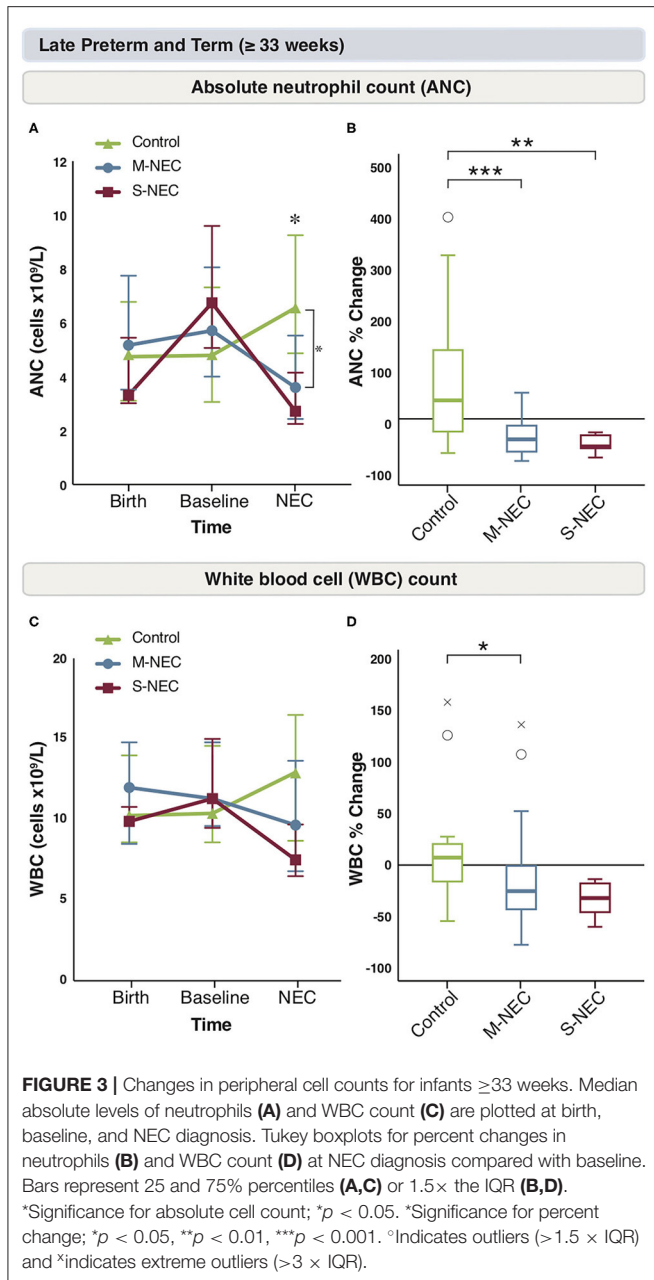 Late Preterm and Term (≥ 33 weeks)
Absolute neutrophil count (ANC)
A
Control
M-NEC
S-NEC
12
10
8
6
4
2
0
ANC (cells x10⁹/L)
*
*
Birth Baseline NEC
Time
B
500
400
300
200
100
0
-100
ANC % Change
**
***
Control
M-NEC
S-NEC
White blood cell (WBC) count
C
Control
M-NEC
S-NEC
20
15
10
5
0
WBC (cells x10⁹/L)
Birth Baseline NEC
Time
D
200
150
100
50
0
-50
-100
WBC % Change
*
Control
M-NEC
S-NEC
FIGURE 3 | Changes in peripheral cell counts for infants ≥33 weeks. Median
absolute levels of neutrophils (A) and WBC count (C) are plotted at birth,
baseline, and NEC diagnosis. Tukey boxplots for percent changes in
neutrophils (B) and WBC count (D) at NEC diagnosis compared with baseline.
Bars represent 25 and 75% percentiles (A,C) or 1.5× the IQR (B,D).
*Significance for absolute cell count; *p < 0.05. *Significance for percent
change; *p < 0.05, **p < 0.01, ***p < 0.001. °Indicates outliers (>1.5 × IQR)
and ˣindicates extreme outliers (>3 × IQR).